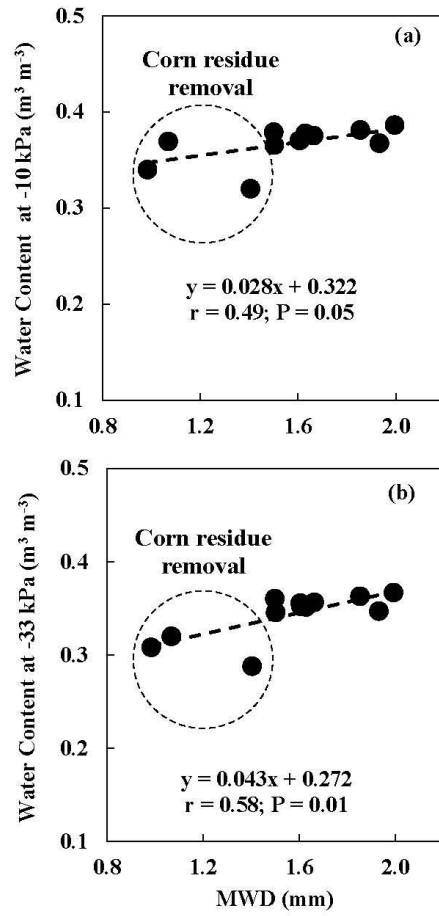 (a)
Corn residue
removal
Water Content at -10 kPa (m³ m⁻³)
0.5
0.4
0.3
0.2
0.1
y = 0.028x + 0.322
r = 0.49; P = 0.05
0.8 1.2 1.6 2.0
(b)
Corn residue
removal
Water Content at -33 kPa (m³ m⁻³)
0.5
0.4
0.3
0.2
0.1
y = 0.043x + 0.272
r = 0.58; P = 0.01
0.8 1.2 1.6 2.0
MWD (mm)